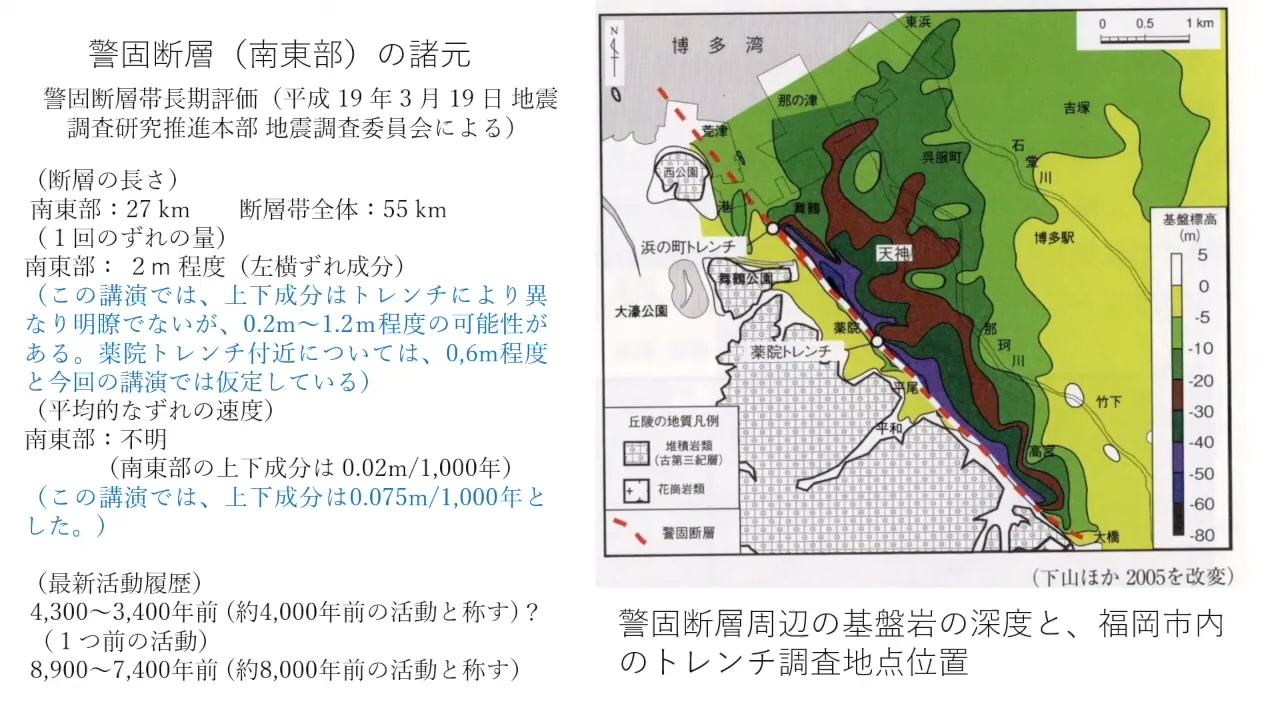 警固断層（南東部）の諸元
警固断層帯長期評価（平成 19 年 3 月 19 日 地震
調査研究推進本部 地震調査委員会による）
（断層の長さ）
南東部：27 km　　断層帯全体：55 km
（１回のずれの量）
南東部： ２ｍ 程度（左横ずれ成分）
（この講演では、上下成分はトレンチにより異
なり明瞭でないが、0.2m〜1.2ｍ程度の可能性が
ある。薬院トレンチ付近については、0,6m程度
と今回の講演では仮定している）
（平均的なずれの速度）
南東部：不明
（南東部の上下成分は 0.02m/1,000年）
（この講演では、上下成分は0.075m/1,000年と
した。）
（最新活動履歴）
4,300〜3,400年前 (約4,000年前の活動と称す)？
（１つ前の活動）
8,900〜7,400年前 (約8,000年前の活動と称す)
N
博多湾
東浜
0 0.5 1 km
那の津
吉塚
荒津
呉服町
石堂川
西公園
港
舞鶴
浜の町トレンチ
天神
博多駅
舞鶴公園
大濠公園
薬院
薬院トレンチ
那珂川
平尾
竹下
平和
高宮
大橋
基盤標高
(m)
5
0
-5
-10
-20
-30
-40
-50
-60
-80
丘陵の地質凡例
堆積岩類
(古第三紀層)
花崗岩類
警固断層
（下山ほか 2005を改変）
警固断層周辺の基盤岩の深度と、福岡市内
のトレンチ調査地点位置